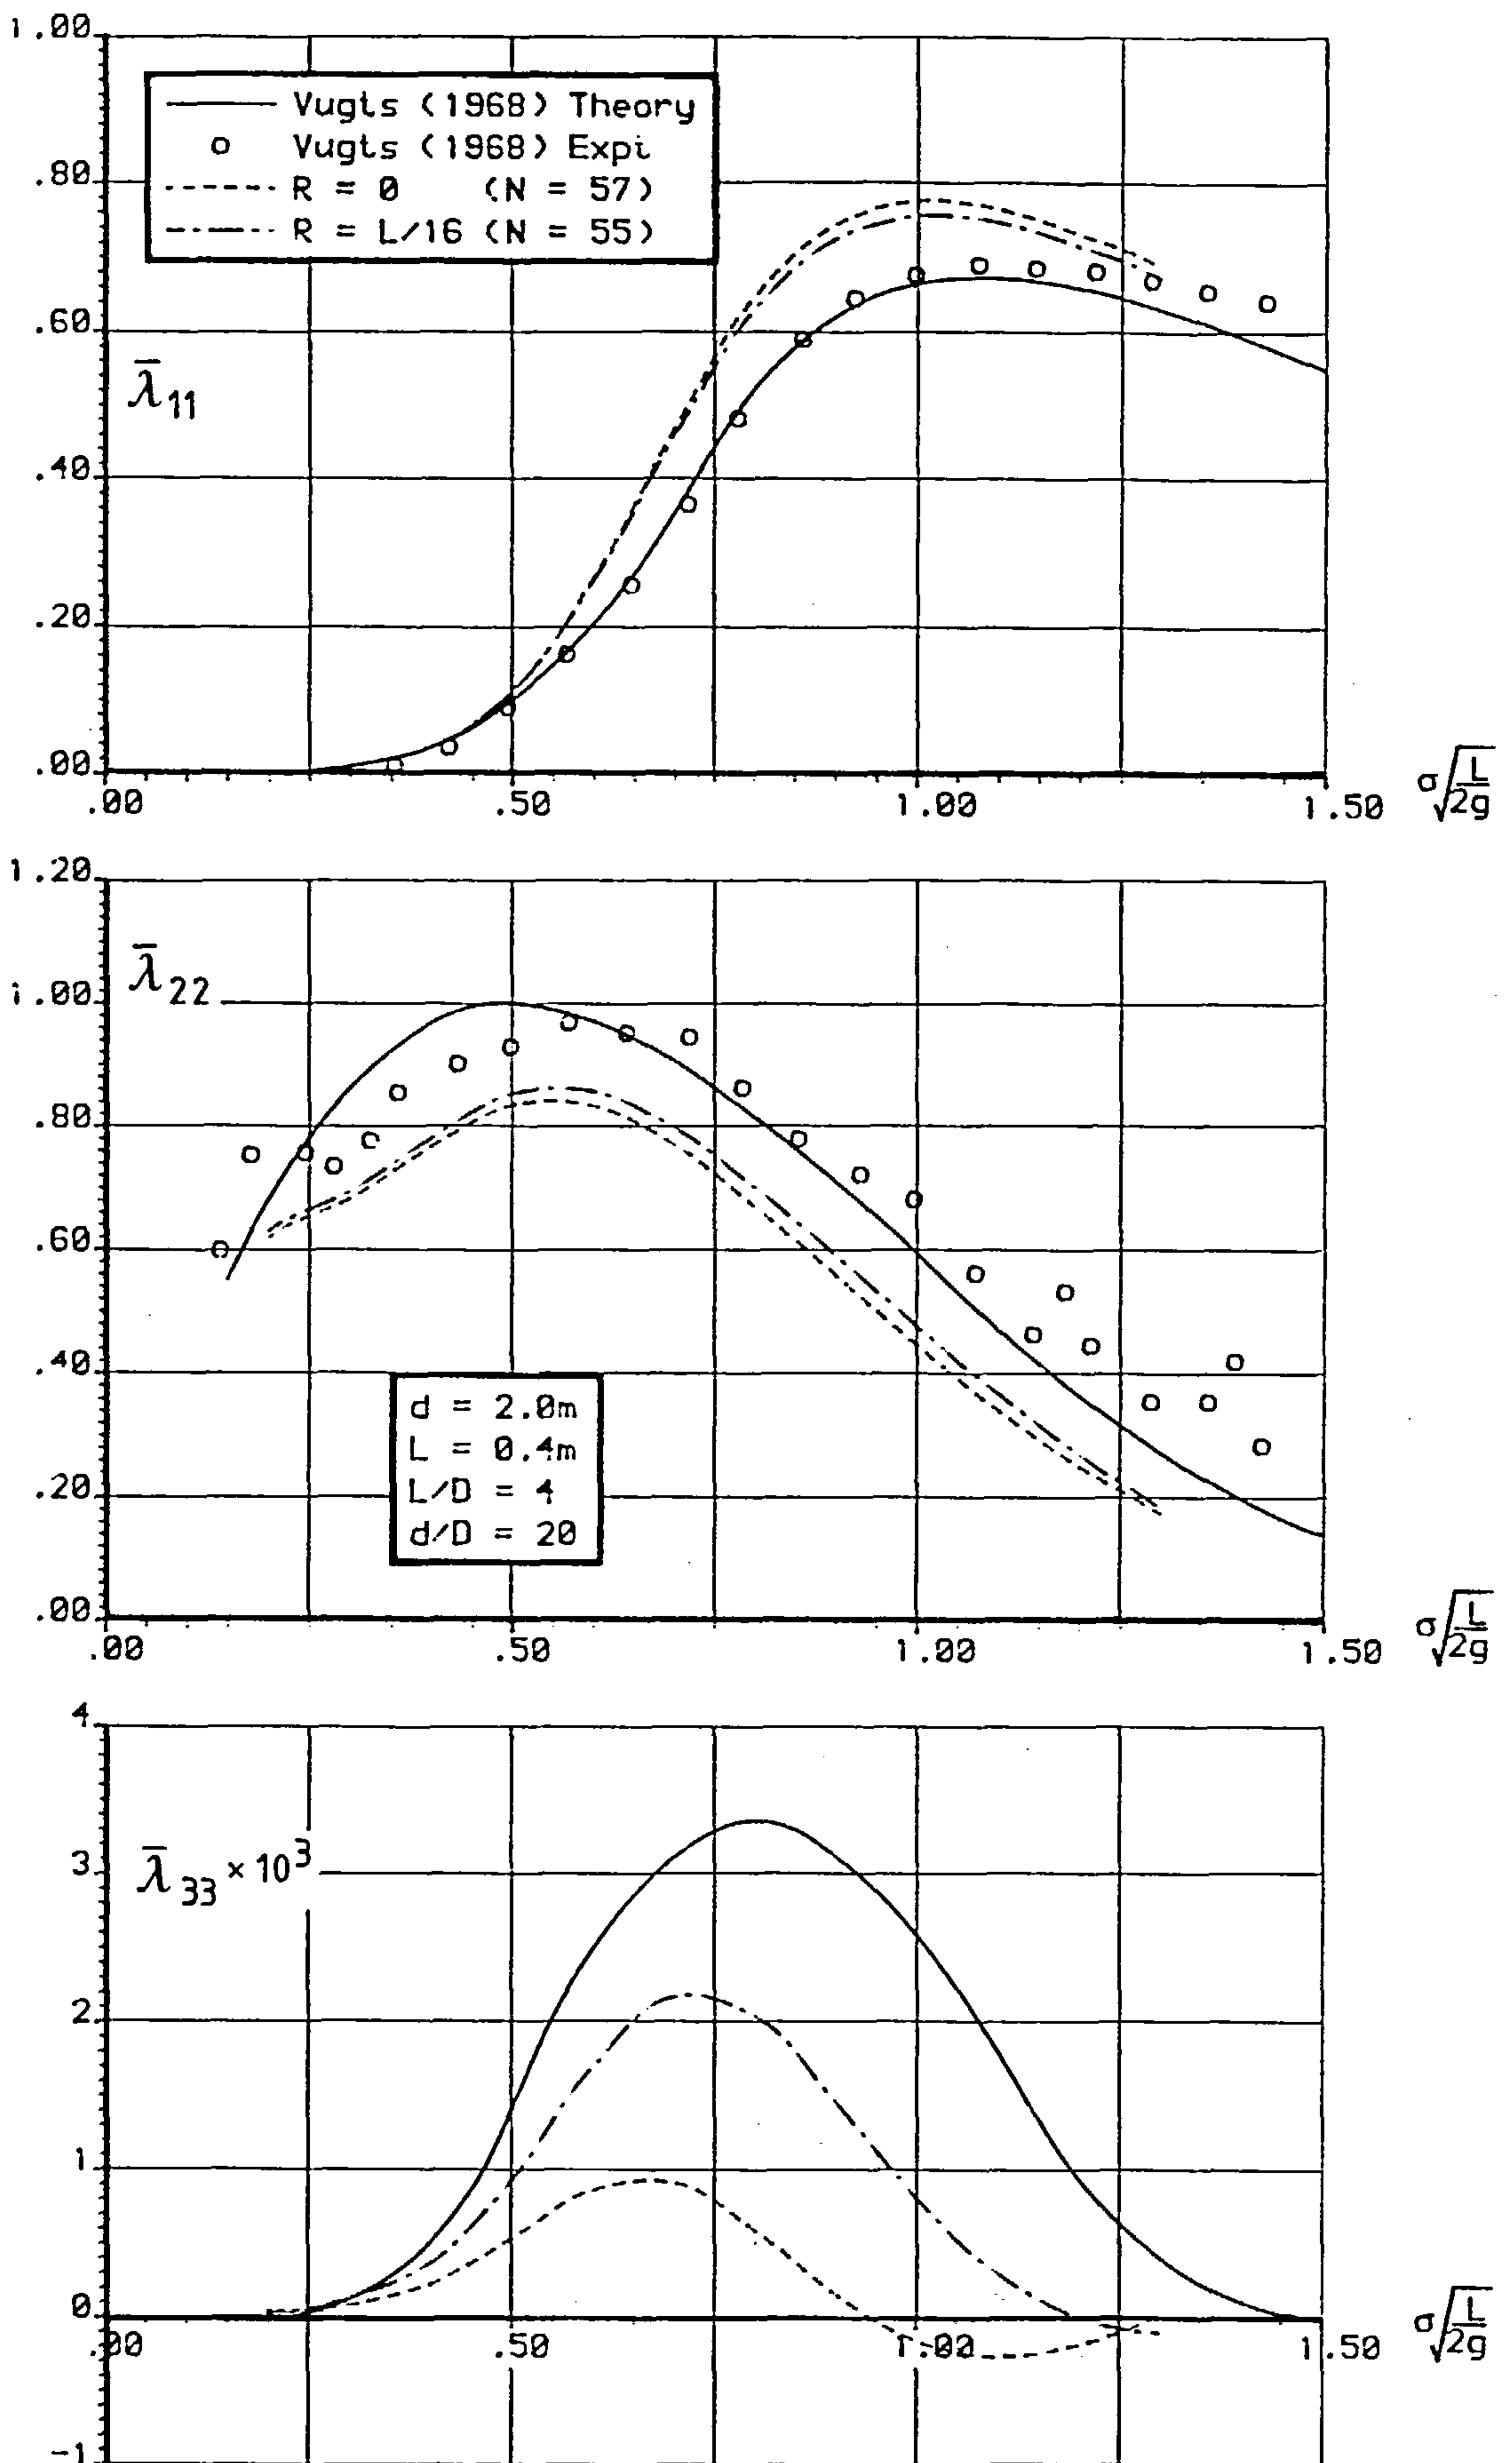 1.00
Vugts (1968) Theory
o Vugts (1968) Expt
R = 0 (N = 57)
R = L/16 (N = 55)
.80
.60
λ̄11
.40
.20
.00
.00 .50 1.00 1.50 σ√L/2g
1.20
λ̄22
1.00
.80
.60
.40
d = 2.0m
L = 0.4m
L/D = 4
d/D = 20
.20
.00
.00 .50 1.00 1.50 σ√L/2g
4
3
λ̄33 × 10³
2
1
0
.00 .50 1.00 1.50 σ√L/2g
-1